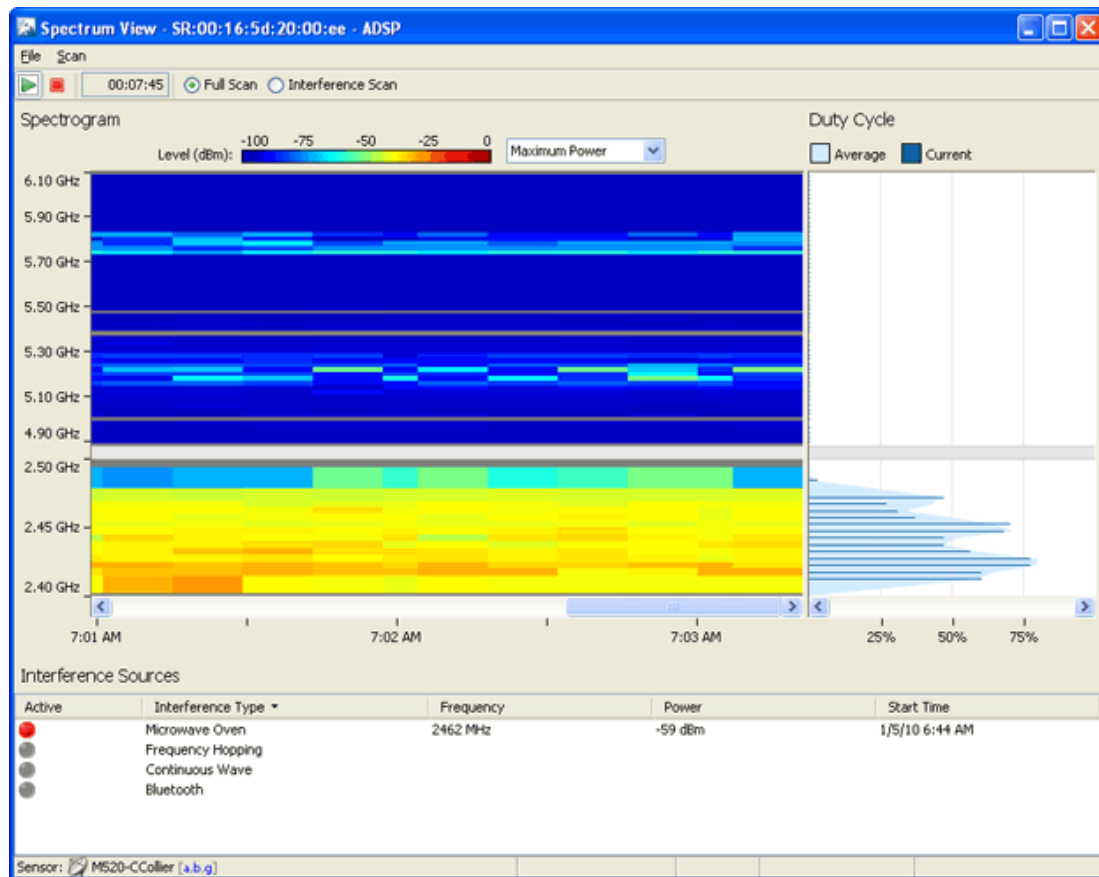 Spectrum View - SR:00:16:5d:20:00:ee - ADSP
File Scan
00:07:45 Full Scan Interference Scan
Spectrogram
Duty Cycle
Level (dBm): -100 -75 -50 -25 0 Maximum Power
Average Current
6.10 GHz
5.90 GHz
5.70 GHz
5.50 GHz
5.30 GHz
5.10 GHz
4.90 GHz
2.50 GHz
2.45 GHz
2.40 GHz
7:01 AM 7:02 AM 7:03 AM 25% 50% 75%
Interference Sources
Active Interference Type Frequency Power Start Time
Microwave Oven 2462 MHz -59 dBm 1/5/10 6:44 AM
Frequency Hopping
Continuous Wave
Bluetooth
Sensor: M520-CCollier [a,b,g]